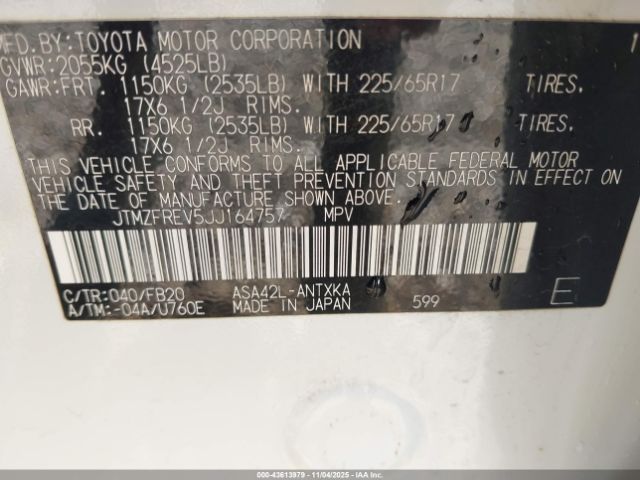 MFD. BY: TOYOTA MOTOR CORPORATION 1
GVWR: 2055KG (4525LB)
GAWR: FRT. 1150KG (2535LB) WITH 225/65R17 TIRES,
17X6 1/2J RIMS.
RR. 1150KG (2535LB) WITH 225/65R17 TIRES,
17X6 1/2J RIMS.
THIS VEHICLE CONFORMS TO ALL APPLICABLE FEDERAL MOTOR
VEHICLE SAFETY AND THEFT PREVENTION STANDARDS IN EFFECT ON
THE DATE OF MANUFACTURE SHOWN ABOVE.
JTMZFREV5JJ164757 MPV
C/TR: 040/FB20 ASA42L-ANTXKA
A/TM: -04A/U760E MADE IN JAPAN 599 E
000-43613979 - 11/04/2025 - IAAI.COM